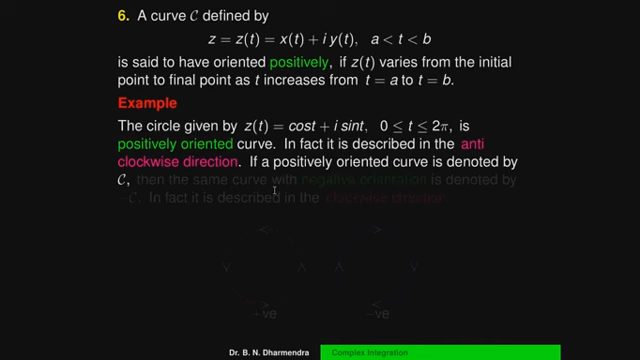 6. A curve 𝒞 defined by
z = z(t) = x(t) + i y(t), a < t < b
is said to have oriented positively, if z(t) varies from the initial
point to final point as t increases from t = a to t = b.
Example
The circle given by z(t) = cost + i sint, 0 ≤ t ≤ 2π, is
positively oriented curve. In fact it is described in the anti
clockwise direction. If a positively oriented curve is denoted by
𝒞, then the same curve with negative orientation is denoted by
−𝒞. In fact it is described in the clockwise direction.
+ve −ve
Dr. B. N. Dharmendra Complex Integration